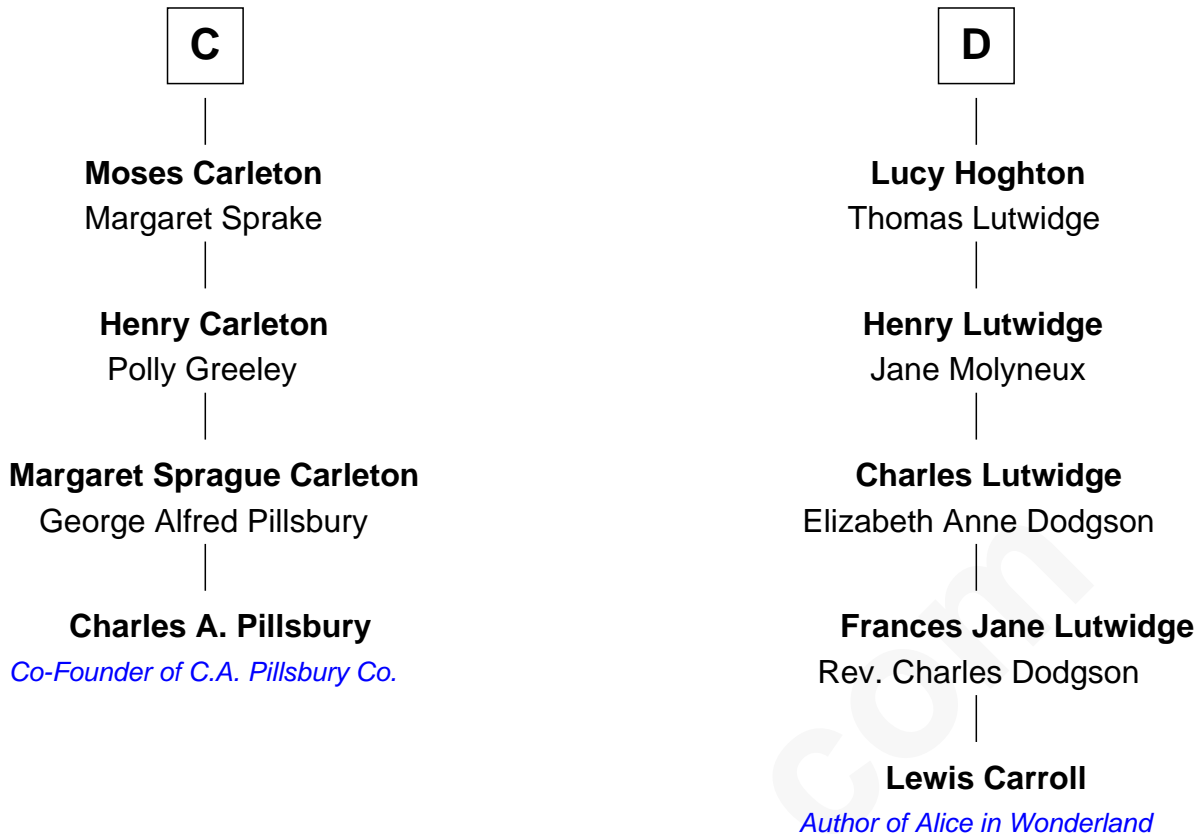 C
Moses Carleton
Margaret Sprake
Henry Carleton
Polly Greeley
Margaret Sprague Carleton
George Alfred Pillsbury
Charles A. Pillsbury
Co-Founder of C.A. Pillsbury Co.
D
Lucy Hoghton
Thomas Lutwidge
Henry Lutwidge
Jane Molyneux
Charles Lutwidge
Elizabeth Anne Dodgson
Frances Jane Lutwidge
Rev. Charles Dodgson
Lewis Carroll
Author of Alice in Wonderland
com